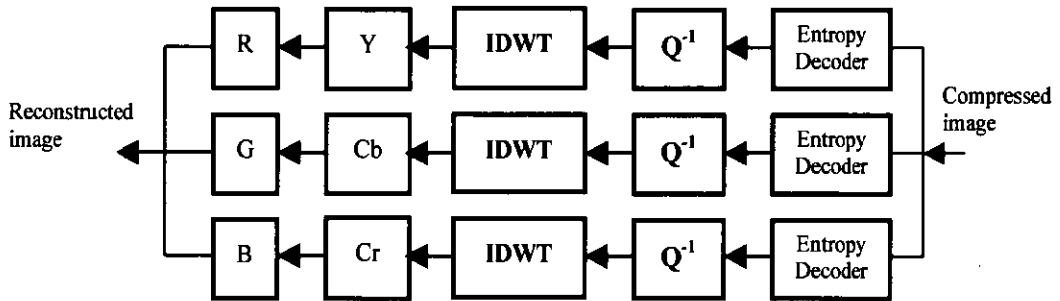 R
Y
IDWT
Q⁻¹
Entropy
Decoder
Reconstructed
image
Compressed
image
G
Cb
IDWT
Q⁻¹
Entropy
Decoder
B
Cr
IDWT
Q⁻¹
Entropy
Decoder